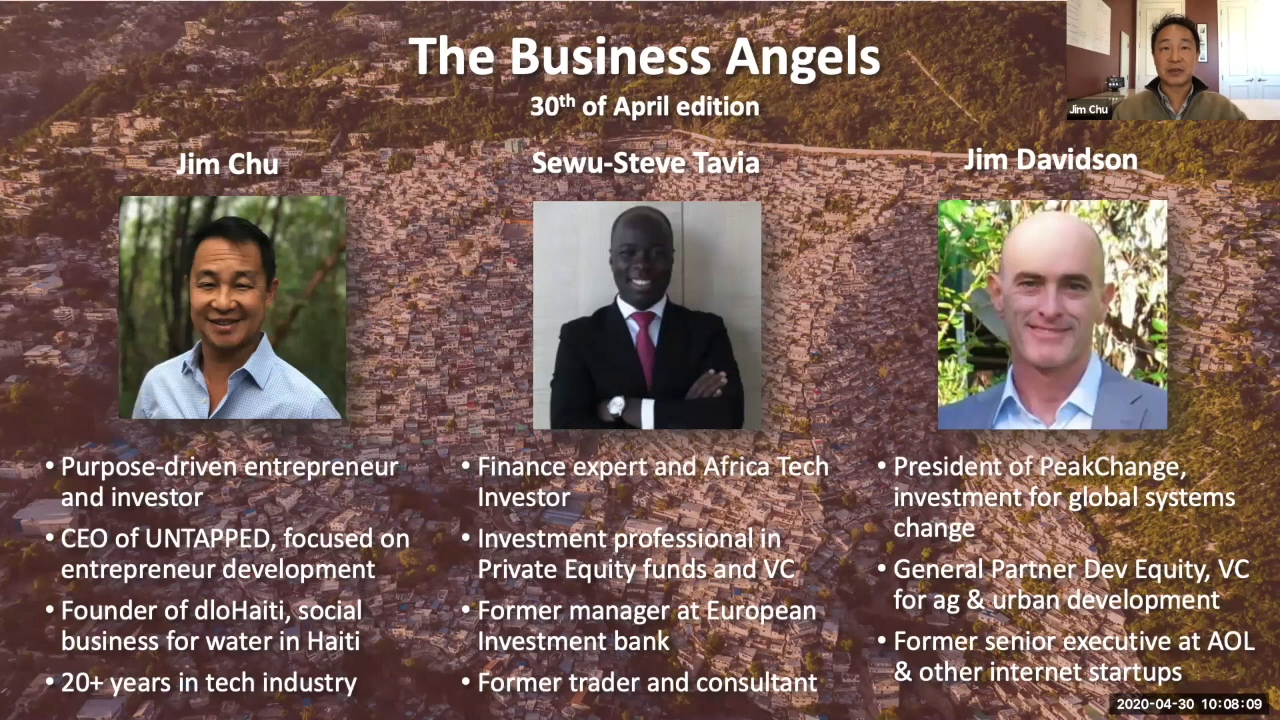 The Business Angels
30th of April edition
Jim Chu
Jim Chu
Sewu-Steve Tavia
Jim Davidson
• Purpose-driven entrepreneur
and investor
• CEO of UNTAPPED, focused on
entrepreneur development
• Founder of dloHaiti, social
business for water in Haiti
• 20+ years in tech industry
• Finance expert and Africa Tech
Investor
• Investment professional in
Private Equity funds and VC
• Former manager at European
Investment bank
• Former trader and consultant
• President of PeakChange,
investment for global systems
change
• General Partner Dev Equity, VC
for ag & urban development
• Former senior executive at AOL
& other internet startups
2020-04-30 10:08:09